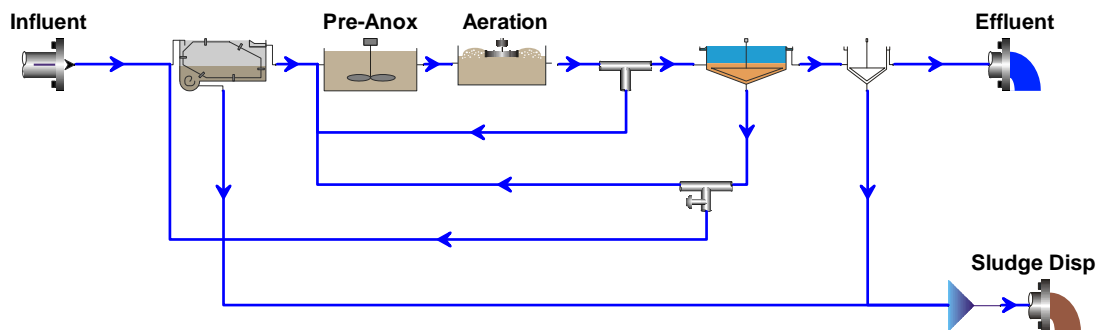 Influent
Pre-Anox
Aeration
Effluent
Sludge Disp